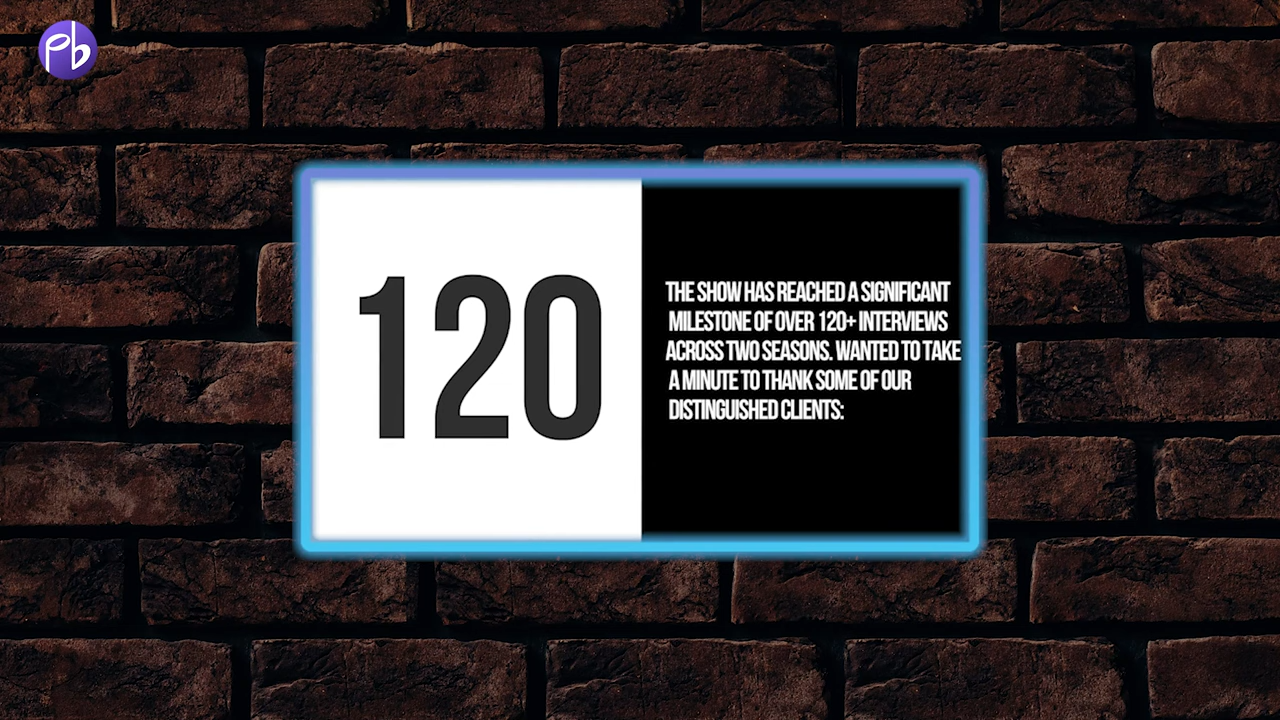 pb
120
THE SHOW HAS REACHED A SIGNIFICANT
MILESTONE OF OVER 120+ INTERVIEWS
ACROSS TWO SEASONS. WANTED TO TAKE
A MINUTE TO THANK SOME OF OUR
DISTINGUISHED CLIENTS: